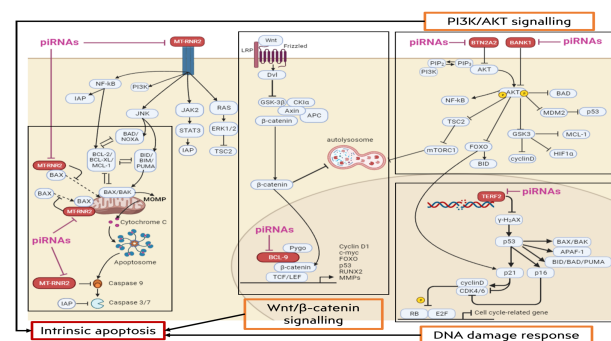 PI3K/AKT signalling
piRNAs
MT-RNR2
NF-kB
PI3K
IAP
JNK
JAK2
RAS
STAT3
ERK1/2
IAP
TSC2
BAD/
NOXA
BCL-2/
BCL-XL/
MCL-1
BID/
BIM/
PUMA
MT-RNR2
BAX
BAX
BAX
MT-RNR2
BAX/BAK
MOMP
Cytochrome C
piRNAs
Apoptosome
MT-RNR2
Caspase 9
IAP
Caspase 3/7
Wnt
LRP
Frizzled
Dvl
GSK-3β
CKIα
Axin
APC
β-catenin
autolysosome
β-catenin
piRNAs
BCL-9
Pygo
β-catenin
TCF/LEF
Cyclin D1
c-myc
FOXO
p53
RUNX2
MMPs
piRNAs
BTN2A2
BANK1
piRNAs
PIP₂
PIP₃
PI3K
AKT
AKT
NF-kB
BAD
MDM2
p53
TSC2
GSK3
MCL-1
mTORC1
FOXO
BID
cyclinD
HIF1α
TERF2
piRNAs
γ-H₂AX
p53
BAX/BAK
APAF-1
BID/BAD/PUMA
p21
p16
cyclinD
CDK4/6
RB
E2F
Cell cycle-related gene
Intrinsic apoptosis
Wnt/β-catenin
signalling
DNA damage response